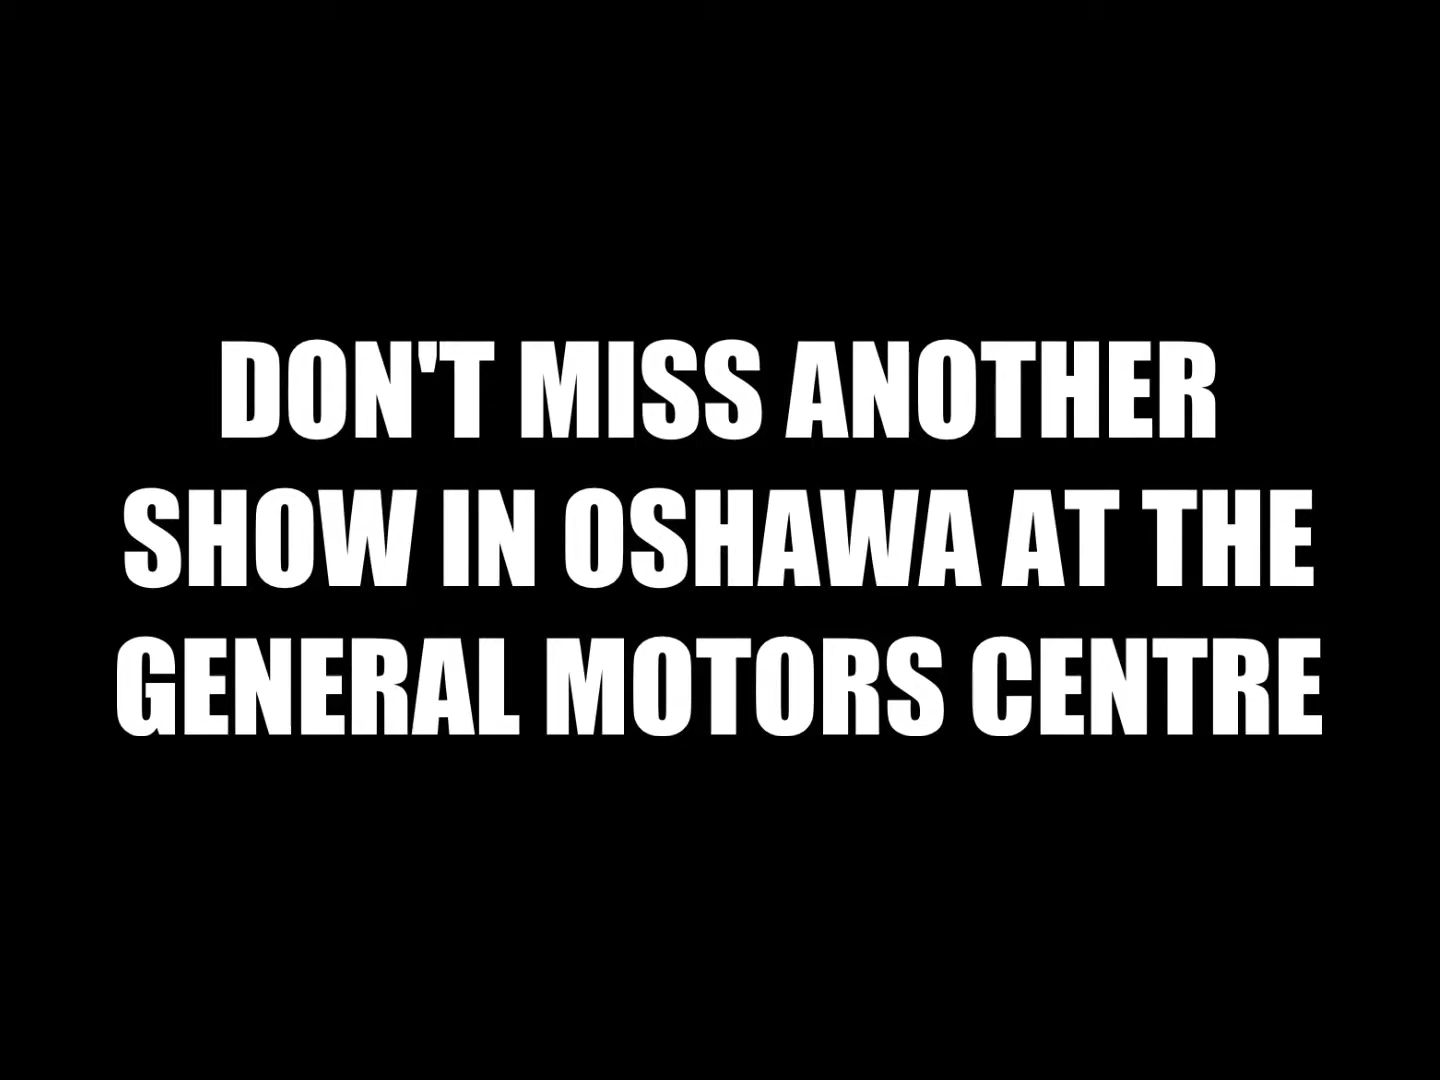 DON'T MISS ANOTHER
SHOW IN OSHAWA AT THE
GENERAL MOTORS CENTRE